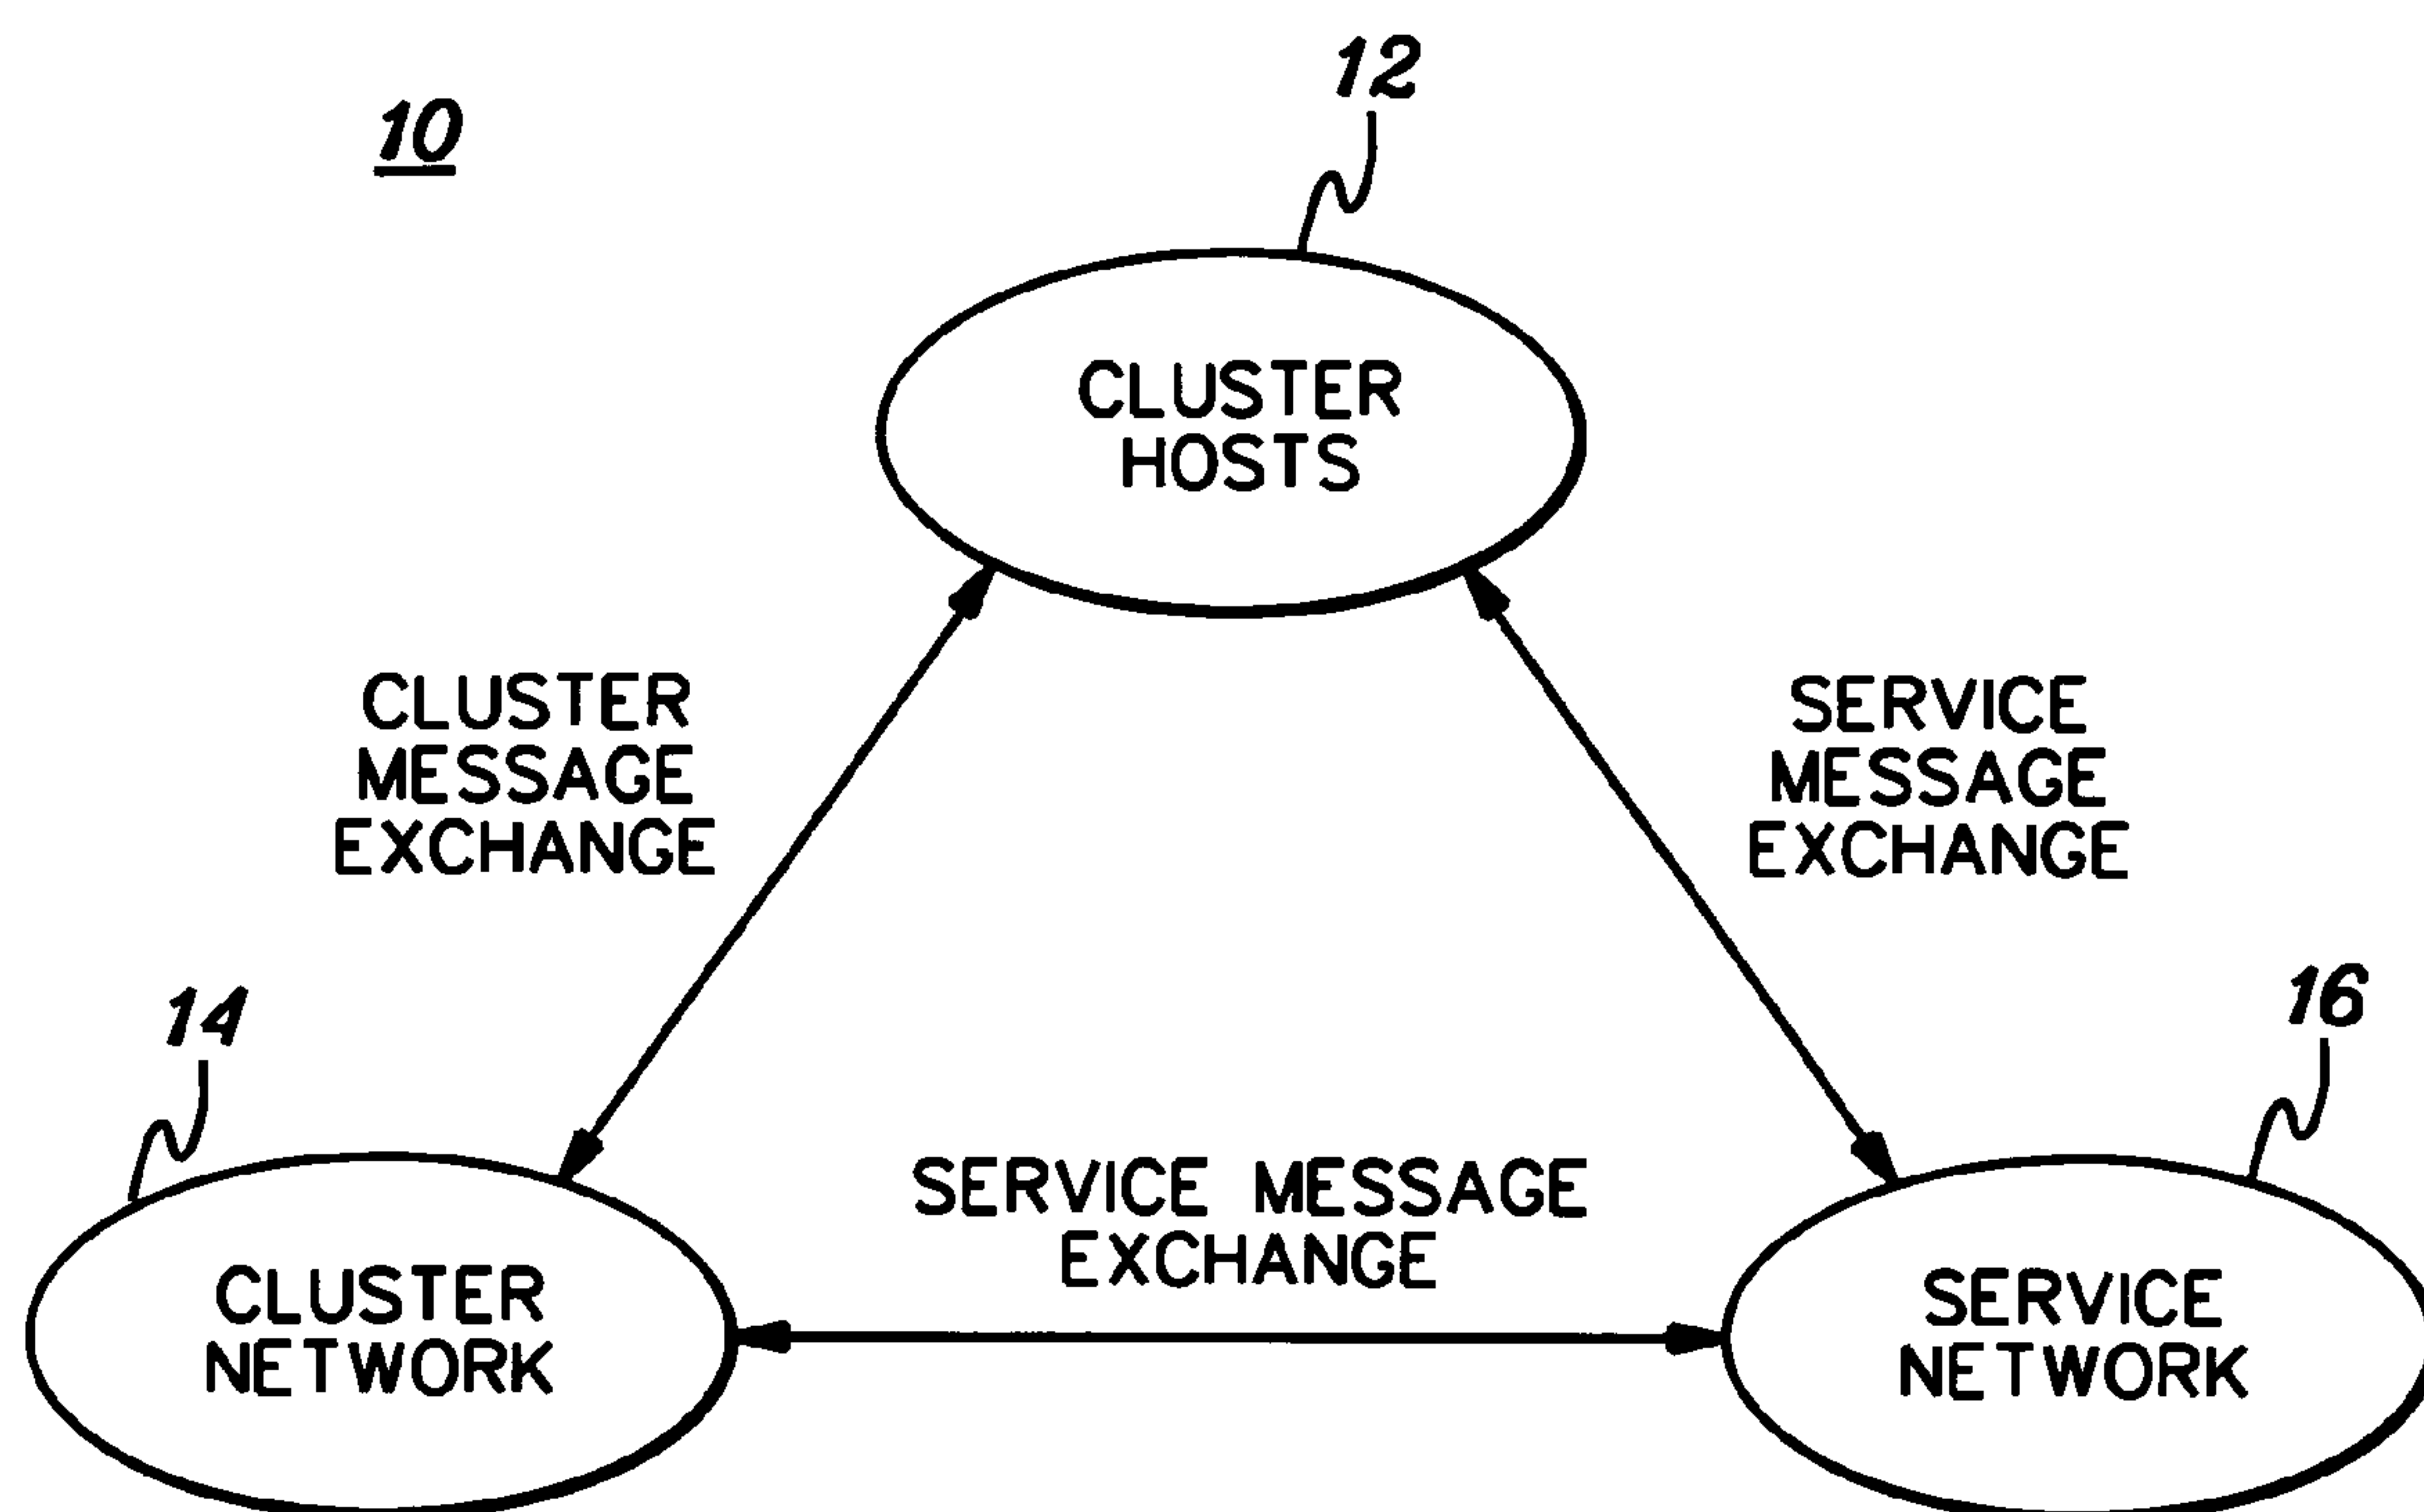 12
10
CLUSTER
HOSTS
CLUSTER
MESSAGE
EXCHANGE
SERVICE
MESSAGE
EXCHANGE
14
16
SERVICE MESSAGE
EXCHANGE
CLUSTER
NETWORK
SERVICE
NETWORK